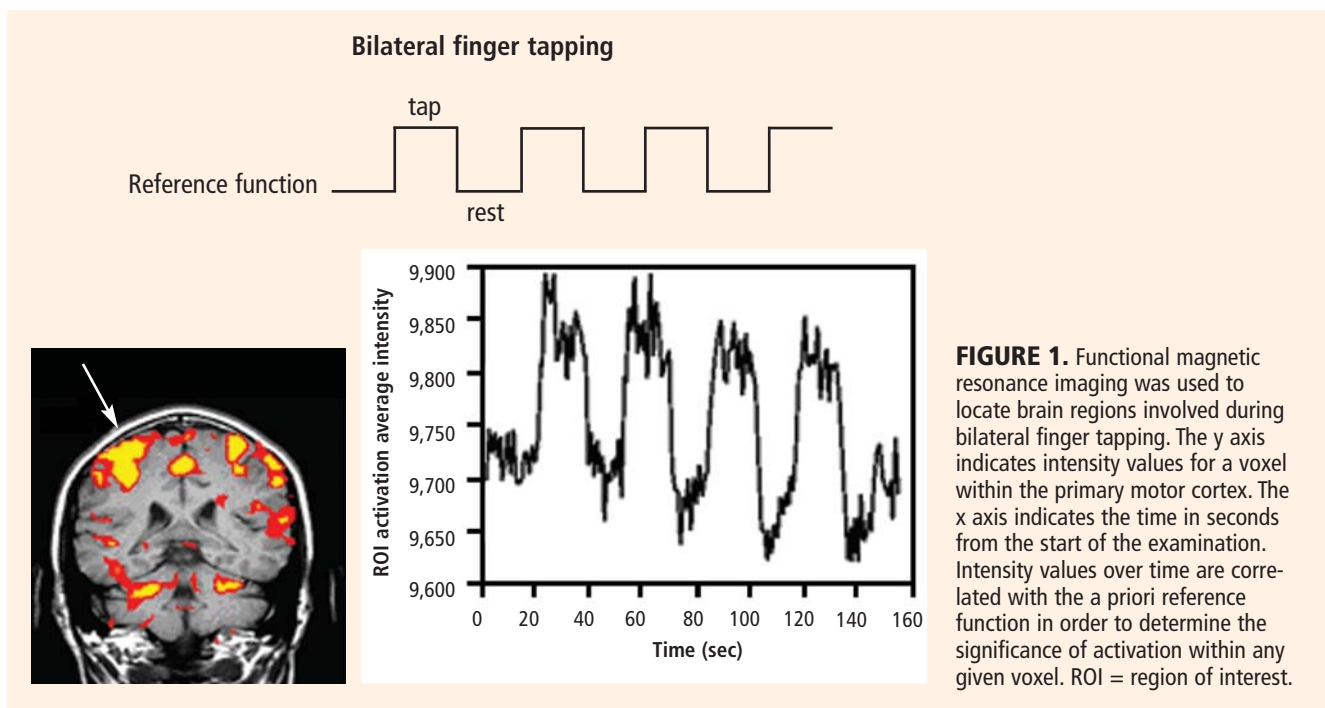 Bilateral finger tapping
tap
Reference function
rest
ROI activation average intensity
9,900
9,850
9,800
9,750
9,700
9,650
9,600
0 20 40 60 80 100 120 140 160
Time (sec)
FIGURE 1. Functional magnetic
resonance imaging was used to
locate brain regions involved during
bilateral finger tapping. The y axis
indicates intensity values for a voxel
within the primary motor cortex. The
x axis indicates the time in seconds
from the start of the examination.
Intensity values over time are corre-
lated with the a priori reference
function in order to determine the
significance of activation within any
given voxel. ROI = region of interest.